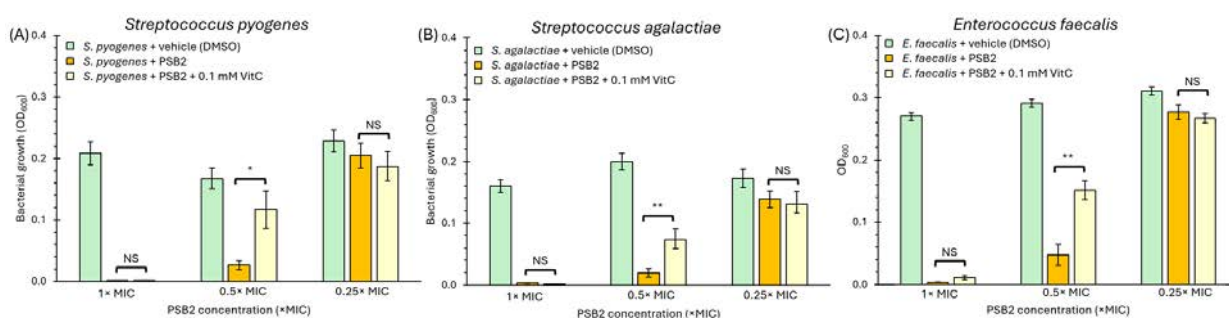 Streptococcus pyogenes
(A)
S. pyogenes + vehicle (DMSO)
S. pyogenes + PSB2
S. pyogenes + PSB2 + 0.1 mM VitC
Bacterial growth (OD600)
0.4
0.3
0.2
0.1
0.0
NS
*
NS
1× MIC
0.5× MIC
0.25× MIC
Streptococcus agalactiae
(B)
S. agalactiae + vehicle (DMSO)
S. agalactiae + PSB2
S. agalactiae + PSB2 + 0.1 mM VitC
Bacterial growth (OD600)
0.4
0.3
0.2
0.1
0.0
NS
**
NS
1× MIC
0.5× MIC
0.25× MIC
Enterococcus faecalis
(C)
E. faecalis + vehicle (DMSO)
E. faecalis + PSB2
E. faecalis + PSB2 + 0.1 mM VitC
OD600
0.4
0.3
0.2
0.1
0.0
NS
**
NS
1× MIC
0.5× MIC
0.25× MIC
PSB2 concentration (×MIC)
PSB2 concentration (×MIC)
PSB2 concentration (×MIC)